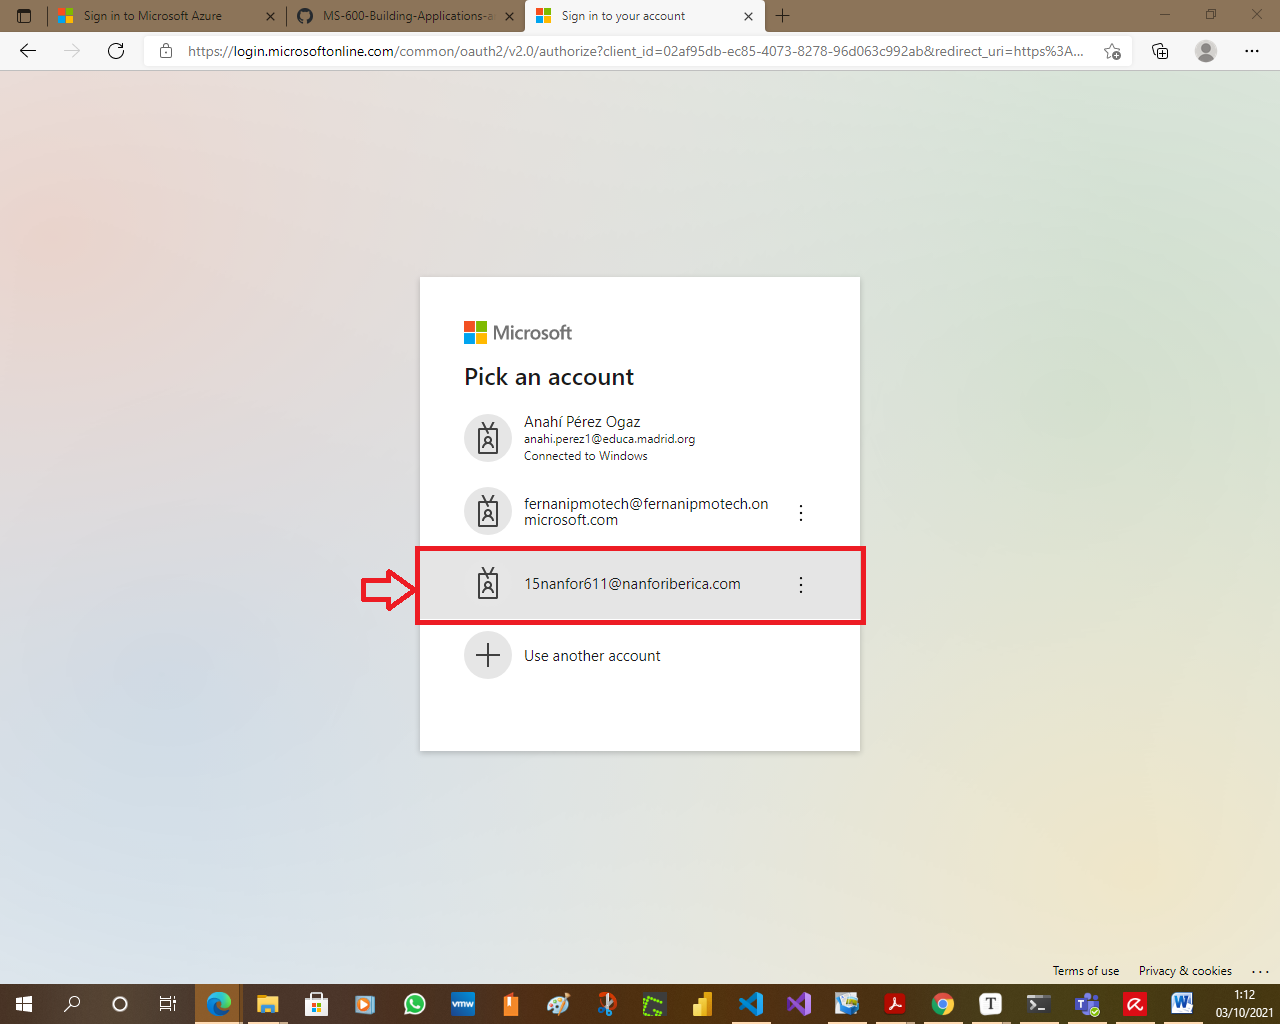 Sign in to Microsoft Azure
MS-600-Building-Applications-a
Sign in to your account
https://login.microsoftonline.com/common/oauth2/v2.0/authorize?client_id=02af95db-ec85-4073-8278-96d063c992ab&redirect_uri=https%3A...
Microsoft
Pick an account
Anahí Pérez Ogaz
anahi.perez1@educa.madrid.org
Connected to Windows
fernanipmotech@fernanipmotech.on
microsoft.com
15nanfor611@nanforiberica.com
Use another account
Terms of use
Privacy & cookies
vmw
T
W
1:12
03/10/2021